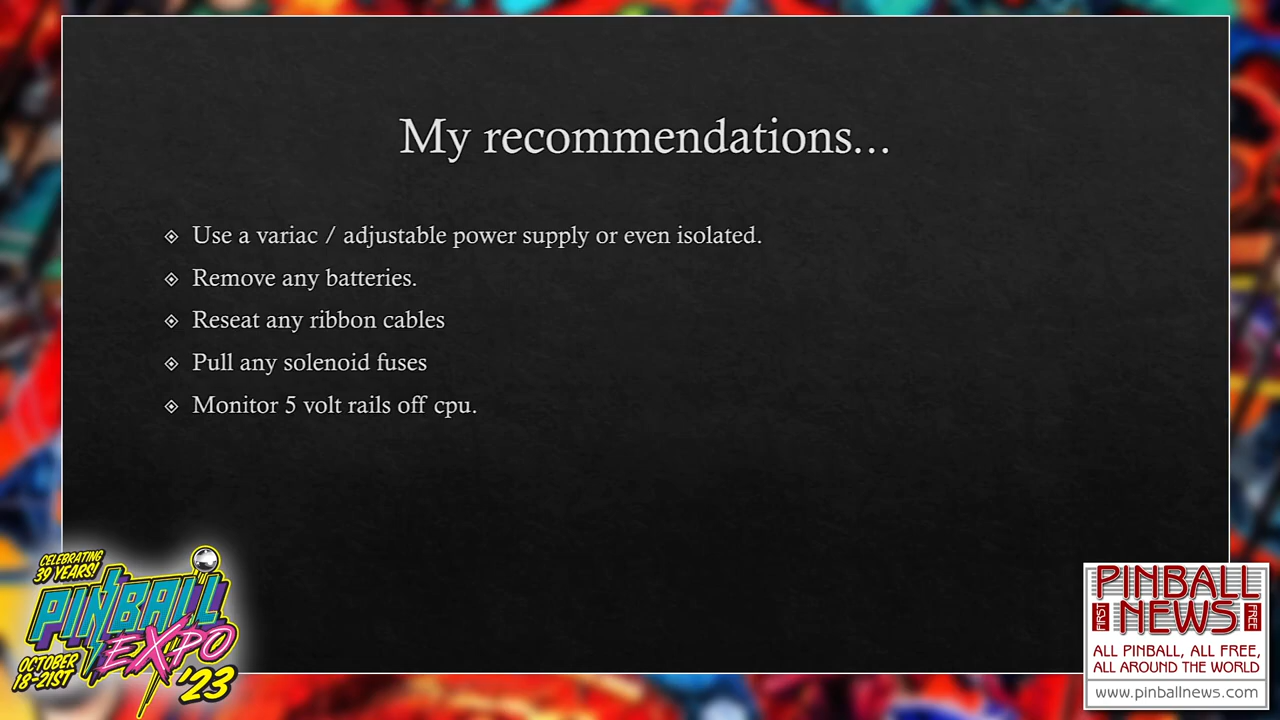 My recommendations...
Use a variac / adjustable power supply or even isolated.
Remove any batteries.
Reseat any ribbon cables
Pull any solenoid fuses
Monitor 5 volt rails off cpu.
CELEBRATING
39 YEARS!
PINBALL
EXPO
OCTOBER
18-21ST
'23
PINBALL
FIRST NEWS FREE
ALL PINBALL, ALL FREE,
ALL AROUND THE WORLD
www.pinballnews.com